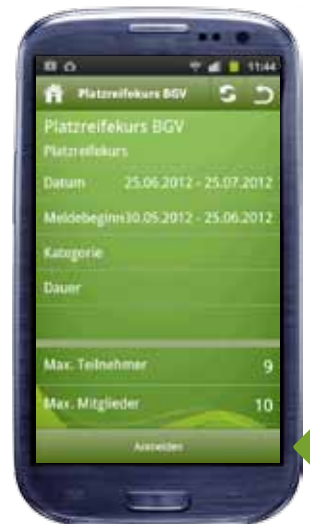 11:44
Platzreifekurs BGV
Platzreifekurs BGV
Platzreifekurs
Datum 25.06.2012 - 25.07.2012
Meldebeginn 30.05.2012 - 25.06.2012
Kategorie
Dauer
Max. Teilnehmer 9
Max. Mitglieder 10
Anmelden